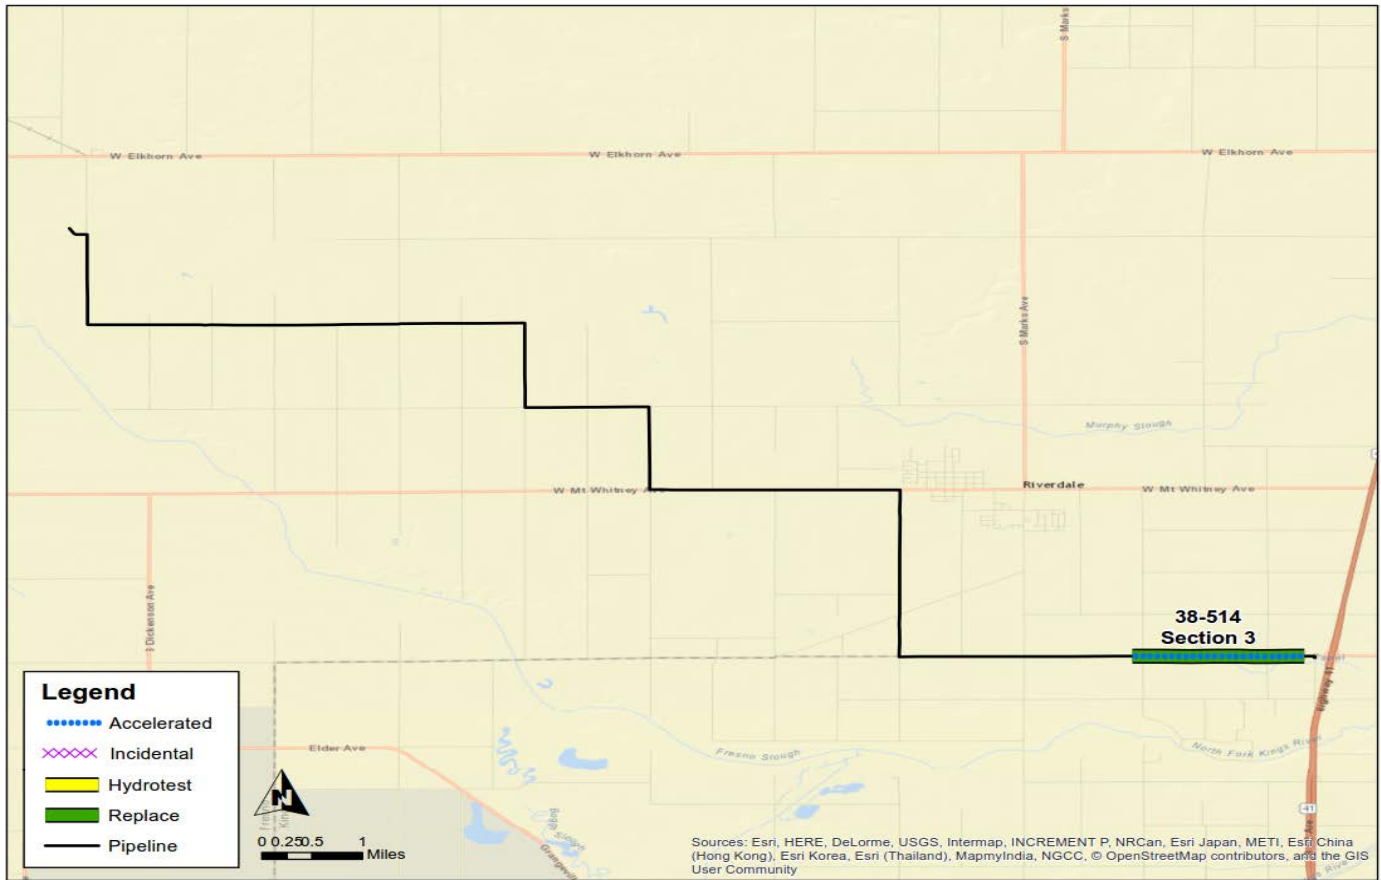 S Marks
W Elkhorn Ave
W Elkhorn Ave
W Elkhorn Ave
S Marks Ave
Murphy Slough
Riverdale
W Mt Whitney Ave
W Mt Whitney Ave
S Dickenson Ave
38-514
Section 3
Highway 41
Legend
Accelerated
Incidental
Hydrotest
Replace
Pipeline
Elder Ave
Fresno Slough
North Fork Kings River
41
N
0 0.25 0.5 1
Miles
Slough
Sources: Esri, HERE, DeLorme, USGS, Intermap, INCREMENT P, NRCan, Esri Japan, METI, Esri China
(Hong Kong), Esri Korea, Esri (Thailand), MapmyIndia, NGCC, © OpenStreetMap contributors, and the GIS
User Community